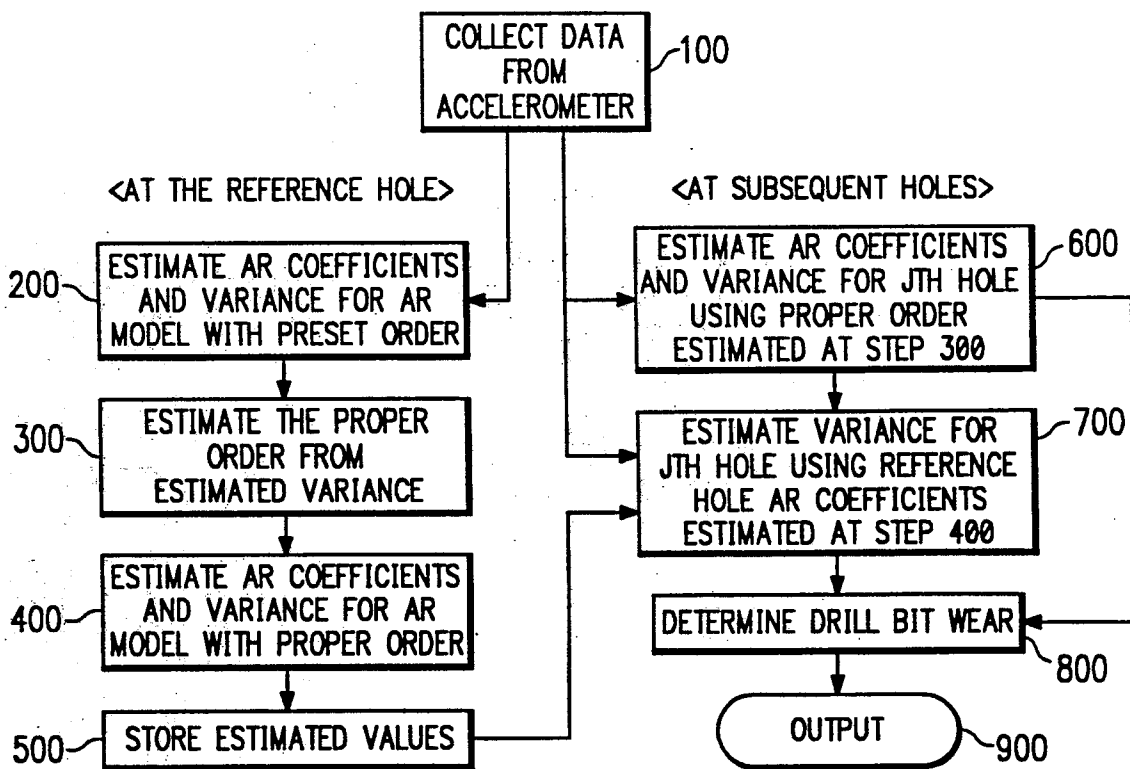 COLLECT DATA
FROM
ACCELEROMETER
100
<AT THE REFERENCE HOLE>
200
ESTIMATE AR COEFFICIENTS
AND VARIANCE FOR AR
MODEL WITH PRESET ORDER
300
ESTIMATE THE PROPER
ORDER FROM
ESTIMATED VARIANCE
400
ESTIMATE AR COEFFICIENTS
AND VARIANCE FOR AR
MODEL WITH PROPER ORDER
500
STORE ESTIMATED VALUES
<AT SUBSEQUENT HOLES>
ESTIMATE AR COEFFICIENTS
AND VARIANCE FOR JTH HOLE
USING PROPER ORDER
ESTIMATED AT STEP 300
600
ESTIMATE VARIANCE FOR
JTH HOLE USING REFERENCE
HOLE AR COEFFICIENTS
ESTIMATED AT STEP 400
700
DETERMINE DRILL BIT WEAR
800
OUTPUT
900